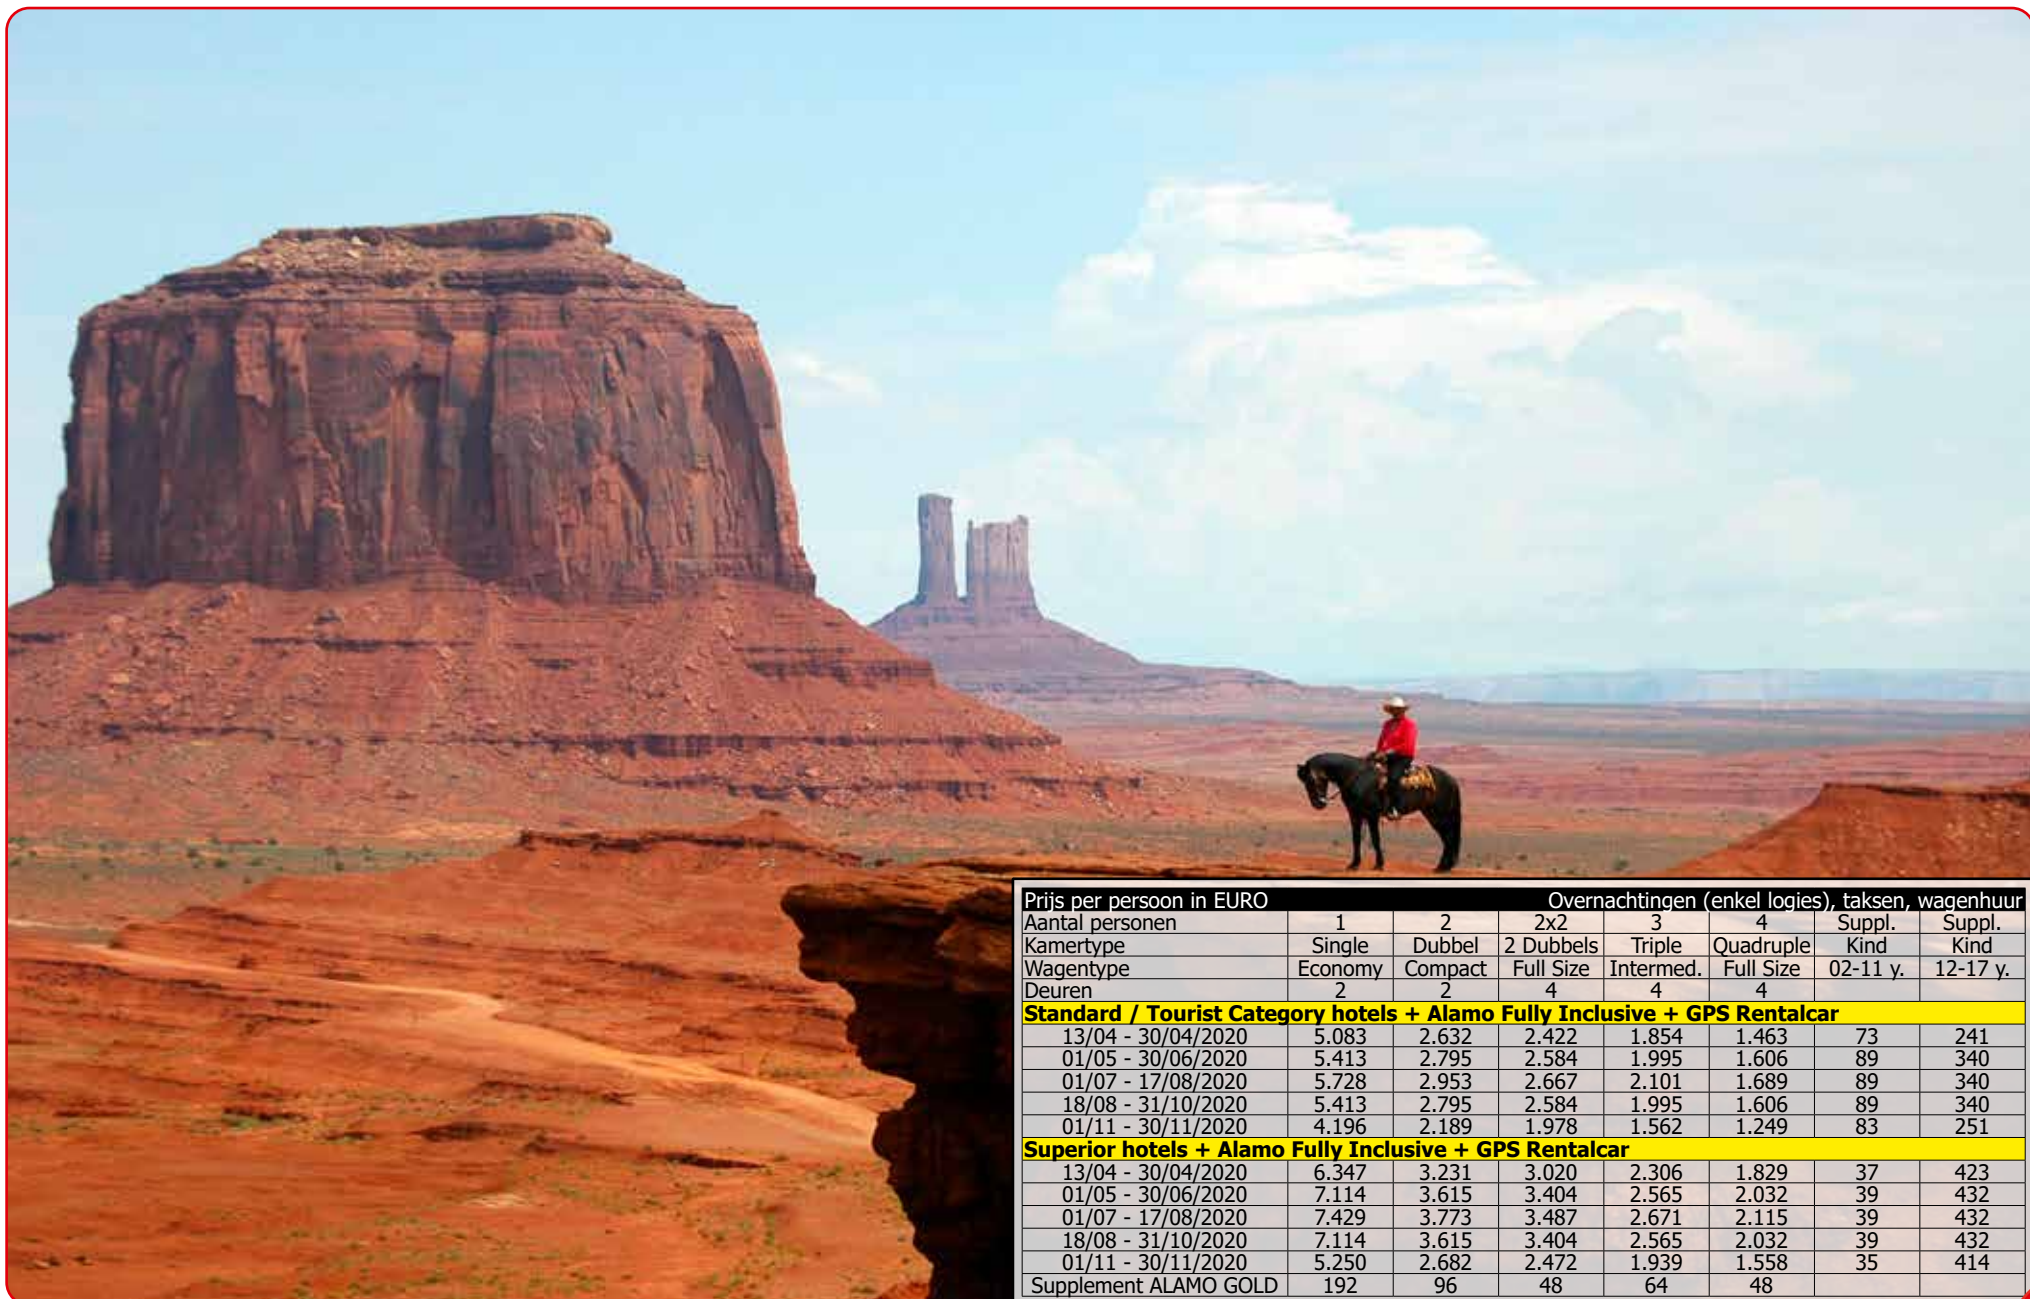 Prijs per persoon in EURO Overnachtingen (enkel logies), taksen, wagenhuur
Aantal personen 1 2 2x2 3 4 Suppl. Suppl.
Kamertype Single Dubbel 2 Dubbels Triple Quadruple Kind Kind
Wagentype Economy Compact Full Size Intermed. Full Size 02-11 y. 12-17 y.
Deuren 2 2 4 4 4
Standard / Tourist Category hotels + Alamo Fully Inclusive + GPS Rentalcar
13/04 - 30/04/2020 5.083 2.632 2.422 1.854 1.463 73 241
01/05 - 30/06/2020 5.413 2.795 2.584 1.995 1.606 89 340
01/07 - 17/08/2020 5.728 2.953 2.667 2.101 1.689 89 340
18/08 - 31/10/2020 5.413 2.795 2.584 1.995 1.606 89 340
01/11 - 30/11/2020 4.196 2.189 1.978 1.562 1.249 83 251
Superior hotels + Alamo Fully Inclusive + GPS Rentalcar
13/04 - 30/04/2020 6.347 3.231 3.020 2.306 1.829 37 423
01/05 - 30/06/2020 7.114 3.615 3.404 2.565 2.032 39 432
01/07 - 17/08/2020 7.429 3.773 3.487 2.671 2.115 39 432
18/08 - 31/10/2020 7.114 3.615 3.404 2.565 2.032 39 432
01/11 - 30/11/2020 5.250 2.682 2.472 1.939 1.558 35 414
Supplement ALAMO GOLD 192 96 48 64 48